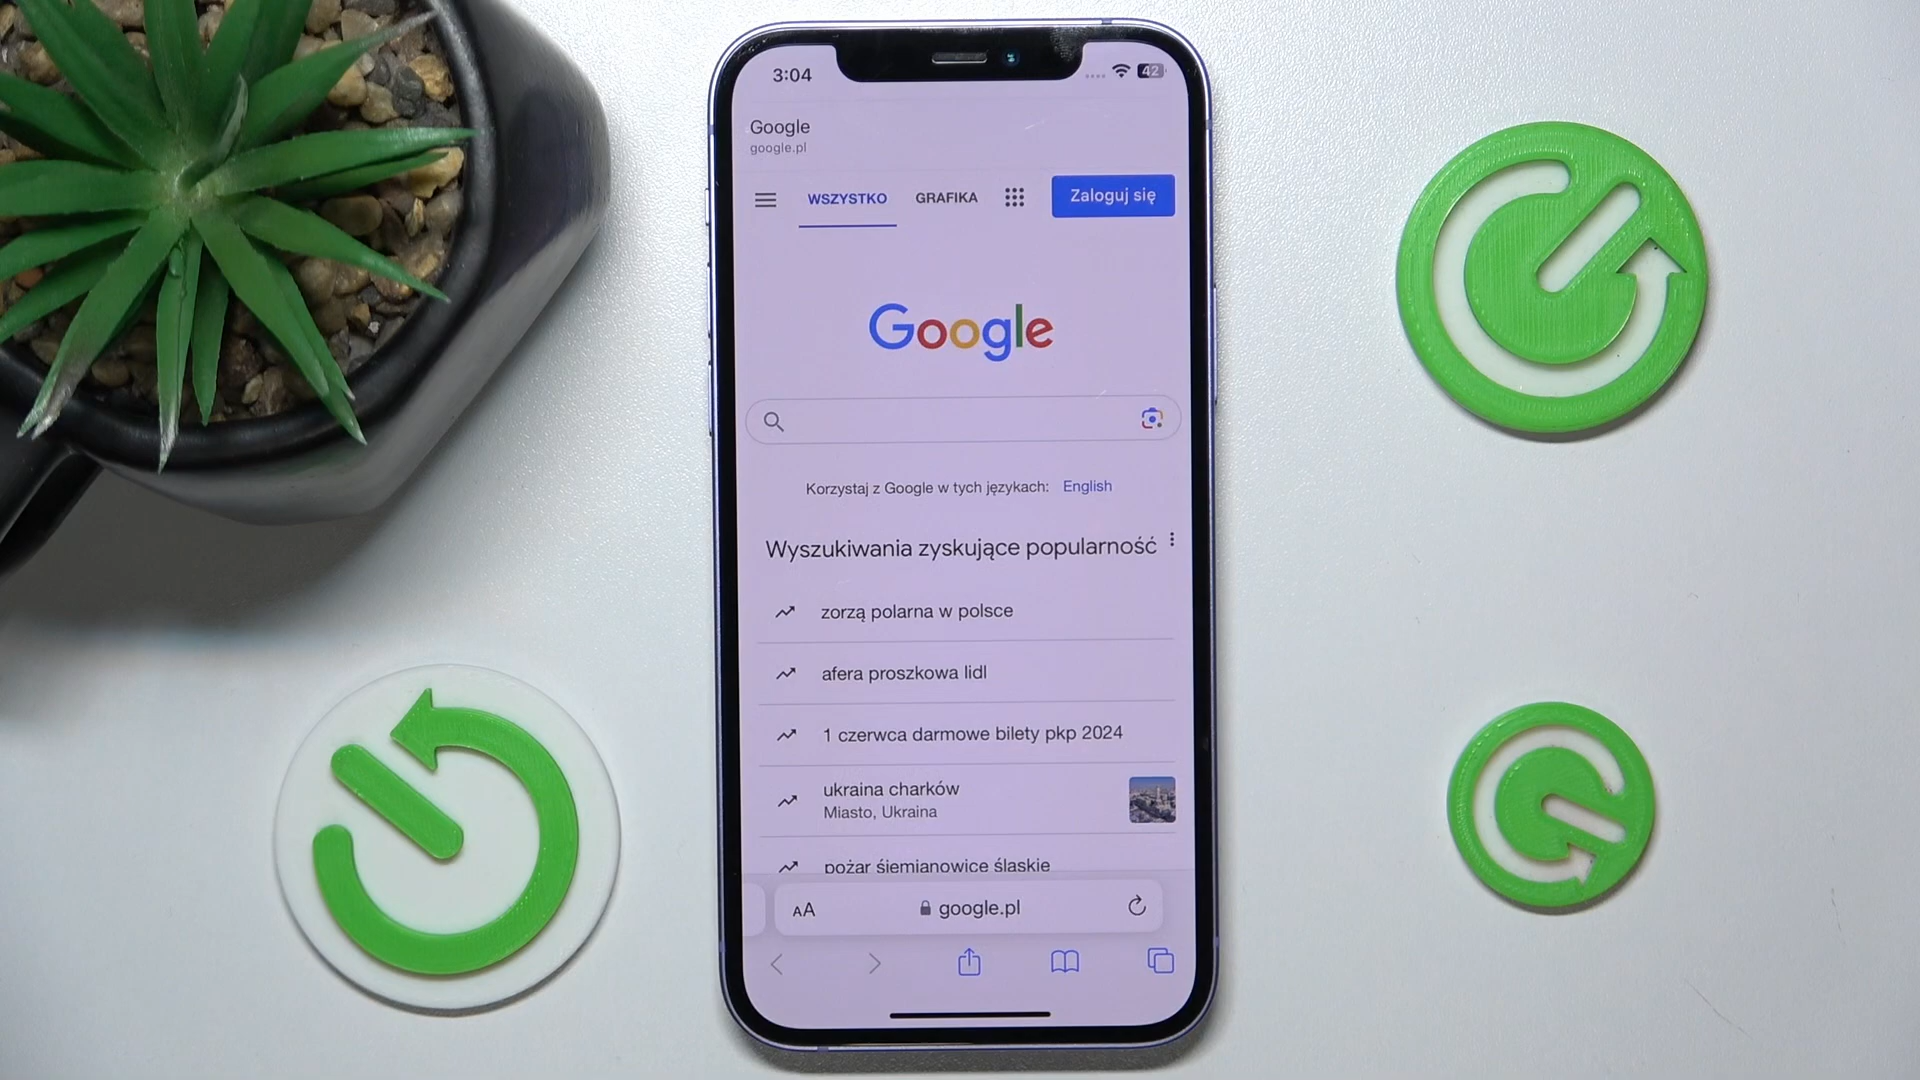 3:04
42
Google
google.pl
WSZYSTKO GRAFIKA Zaloguj się
Google
Korzystaj z Google w tych językach: English
Wyszukiwania zyskujące popularność
zorzą polarna w polsce
afera proszkowa lidl
1 czerwca darmowe bilety pkp 2024
ukraina charków
Miasto, Ukraina
pożar śiemianowice śląskie
AA google.pl